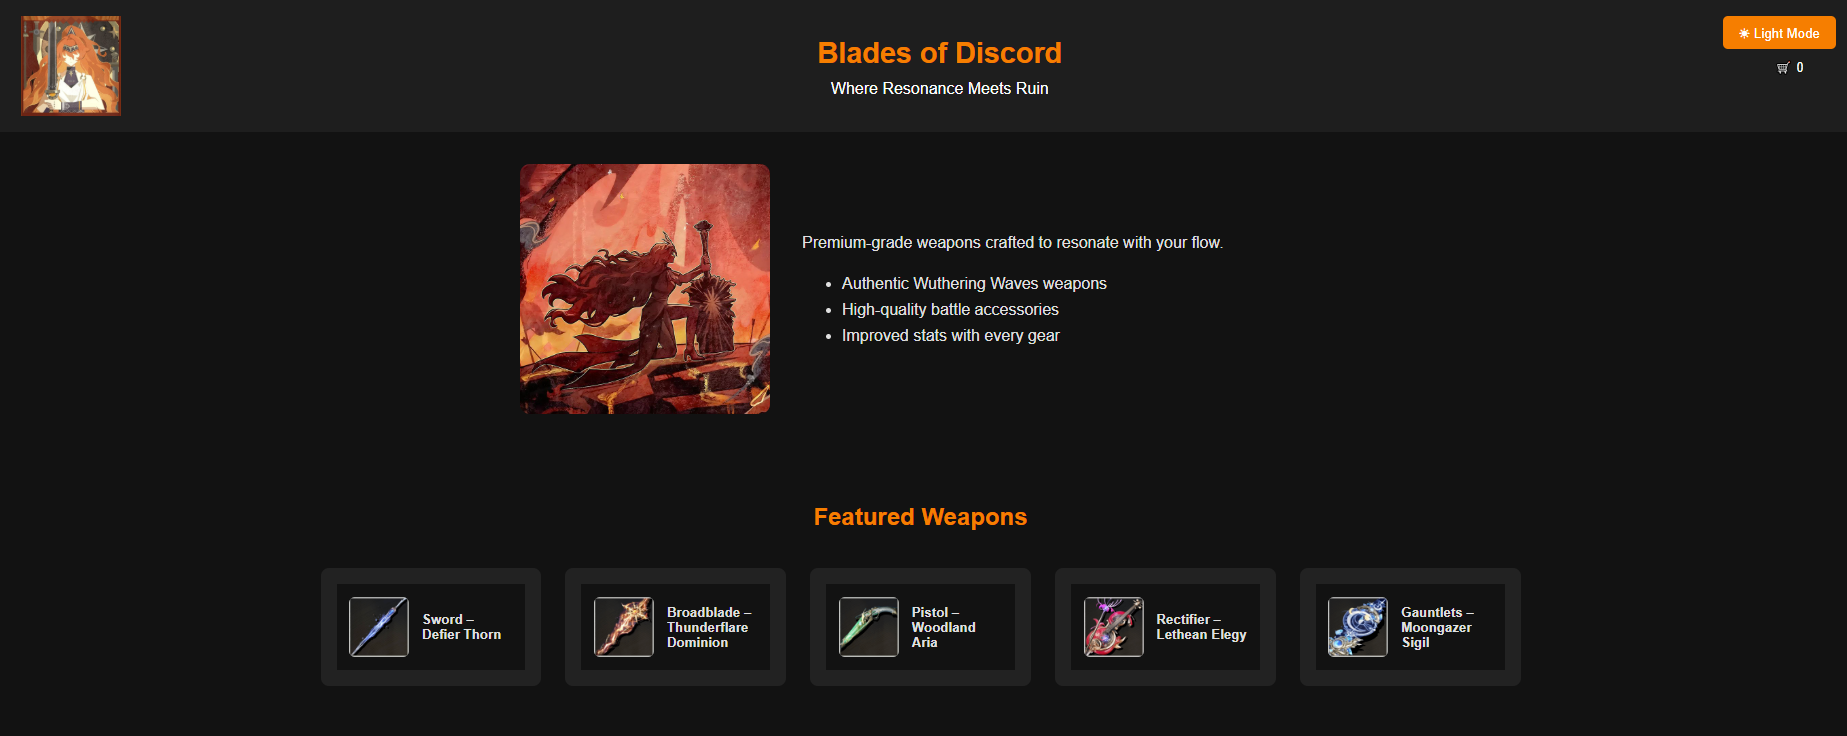 Blades of Discord
Where Resonance Meets Ruin
☀ Light Mode
🛒 0
Premium-grade weapons crafted to resonate with your flow.
• Authentic Wuthering Waves weapons
• High-quality battle accessories
• Improved stats with every gear
Featured Weapons
Sword –
Defier Thorn
Broadblade –
Thunderflare
Dominion
Pistol –
Woodland
Aria
Rectifier –
Lethean Elegy
Gauntlets –
Moongazer
Sigil